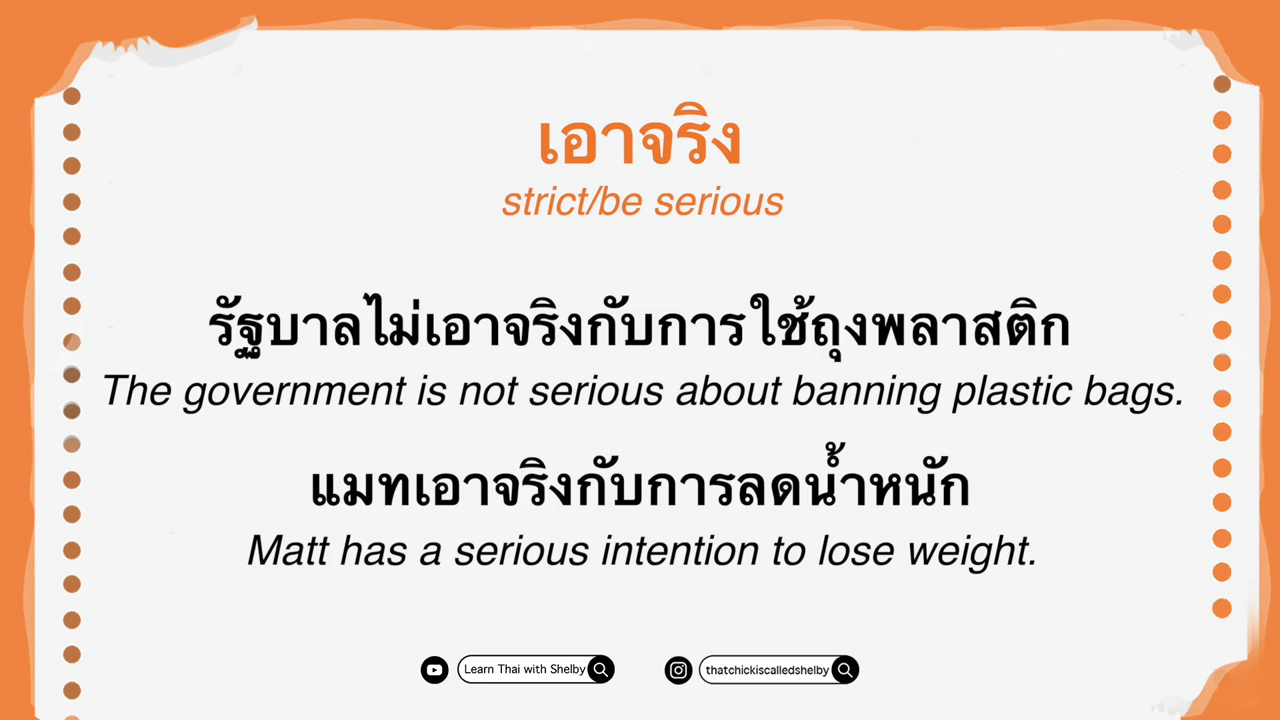 เอาจริง
strict/be serious
รัฐบาลไม่เอาจริงกับการใช้ถุงพลาสติก
The government is not serious about banning plastic bags.
แมทเอาจริงกับการลดน้ำหนัก
Matt has a serious intention to lose weight.
Learn Thai with Shelby
thatchickiscalledshelby